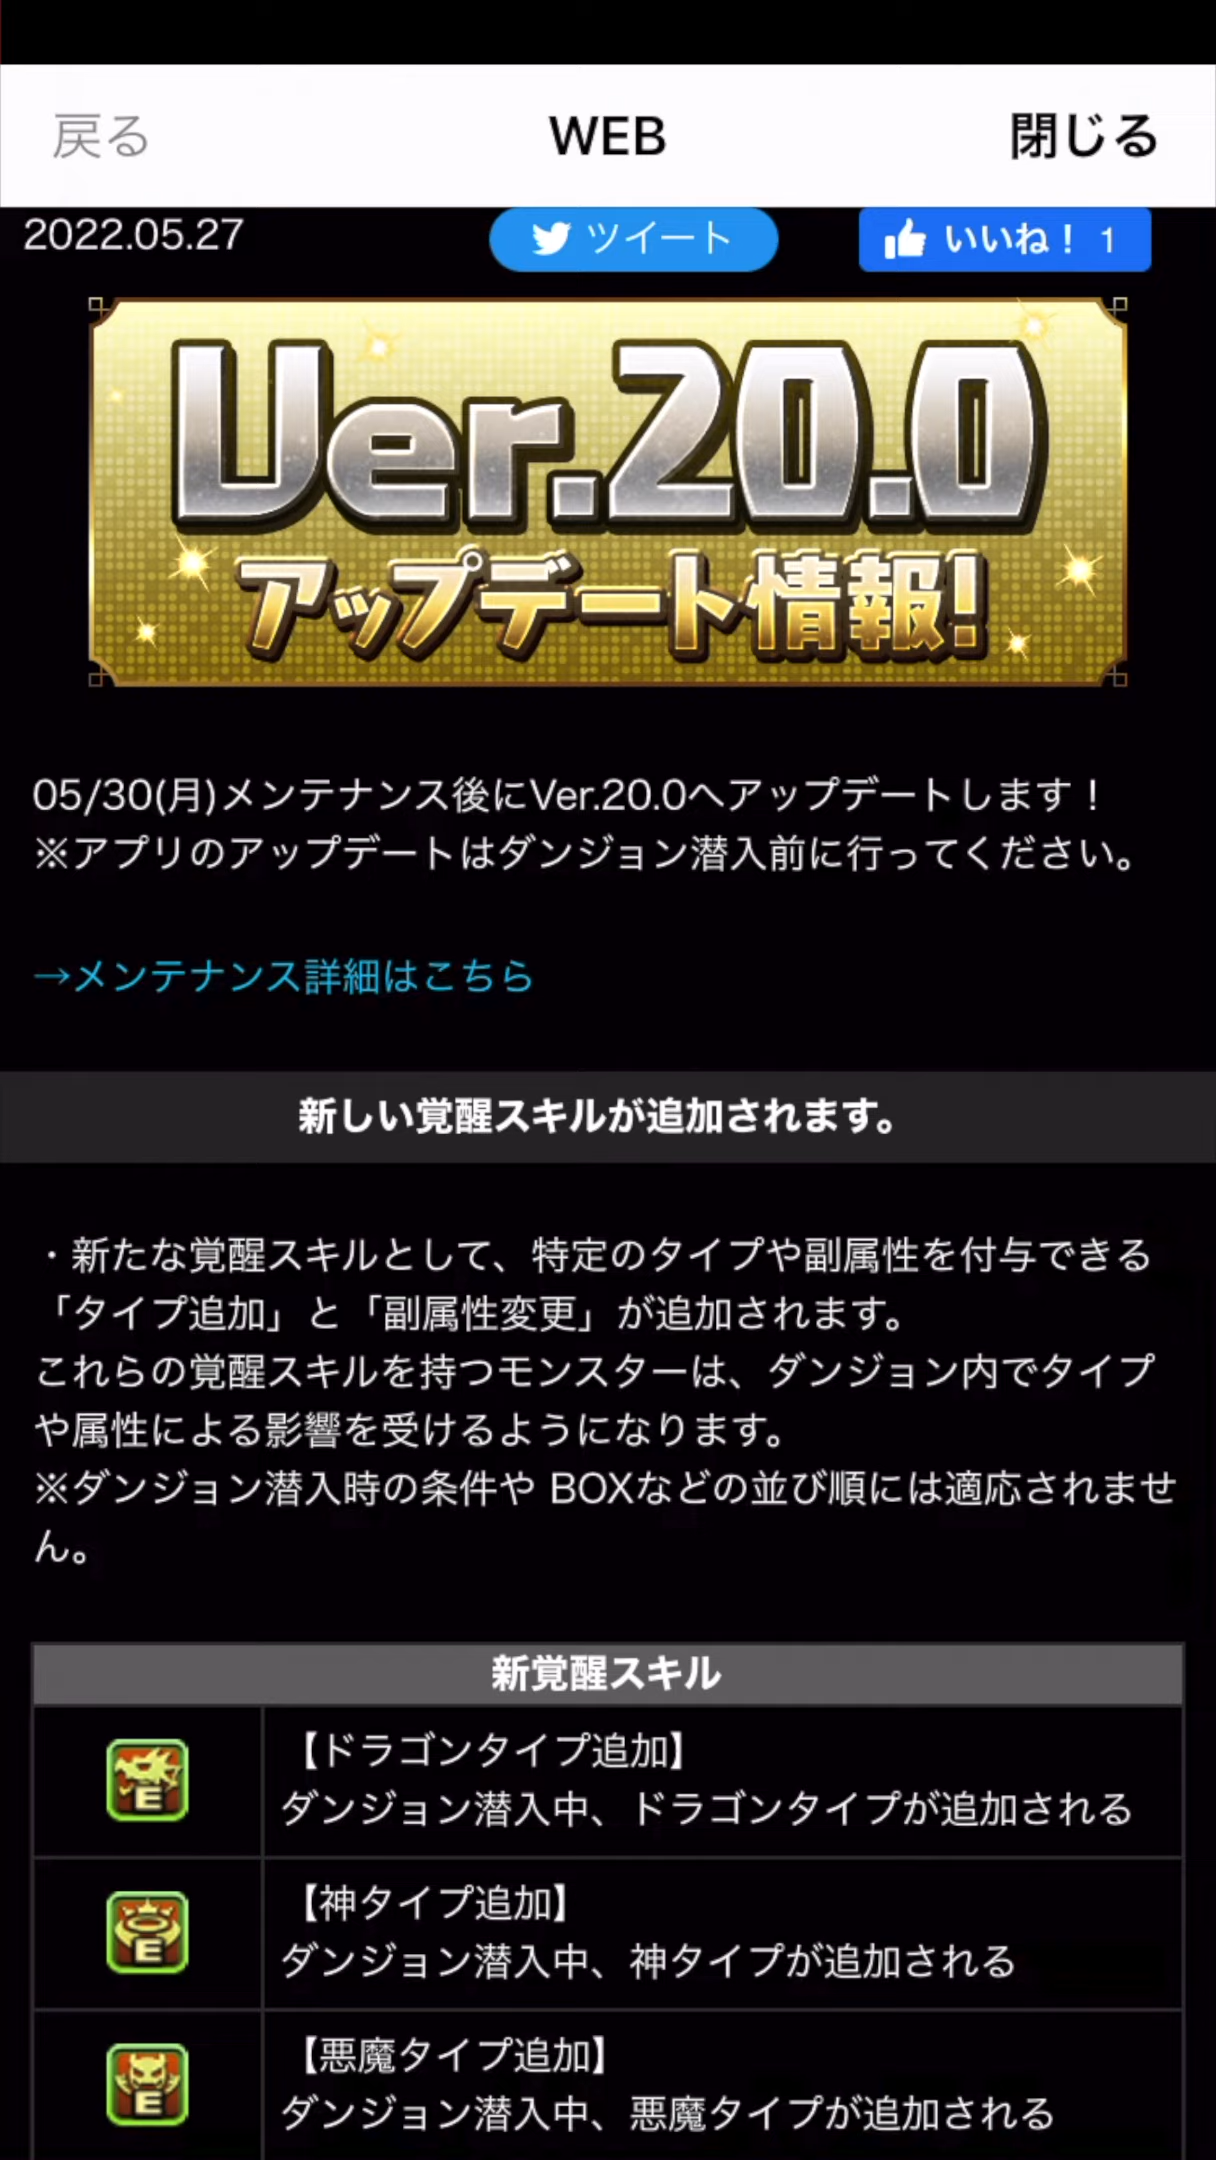 戻る
WEB
閉じる
2022.05.27
ツイート
いいね！ 1
Ver.20.0
アップデート情報!
05/30(月)メンテナンス後にVer.20.0へアップデートします！
※アプリのアップデートはダンジョン潜入前に行ってください。
→メンテナンス詳細はこちら
新しい覚醒スキルが追加されます。
・新たな覚醒スキルとして、特定のタイプや副属性を付与できる
「タイプ追加」と「副属性変更」が追加されます。
これらの覚醒スキルを持つモンスターは、ダンジョン内でタイプ
や属性による影響を受けるようになります。
※ダンジョン潜入時の条件や BOXなどの並び順には適応されませ
ん。
新覚醒スキル
E
【ドラゴンタイプ追加】
ダンジョン潜入中、ドラゴンタイプが追加される
E
【神タイプ追加】
ダンジョン潜入中、神タイプが追加される
E
【悪魔タイプ追加】
ダンジョン潜入中、悪魔タイプが追加される